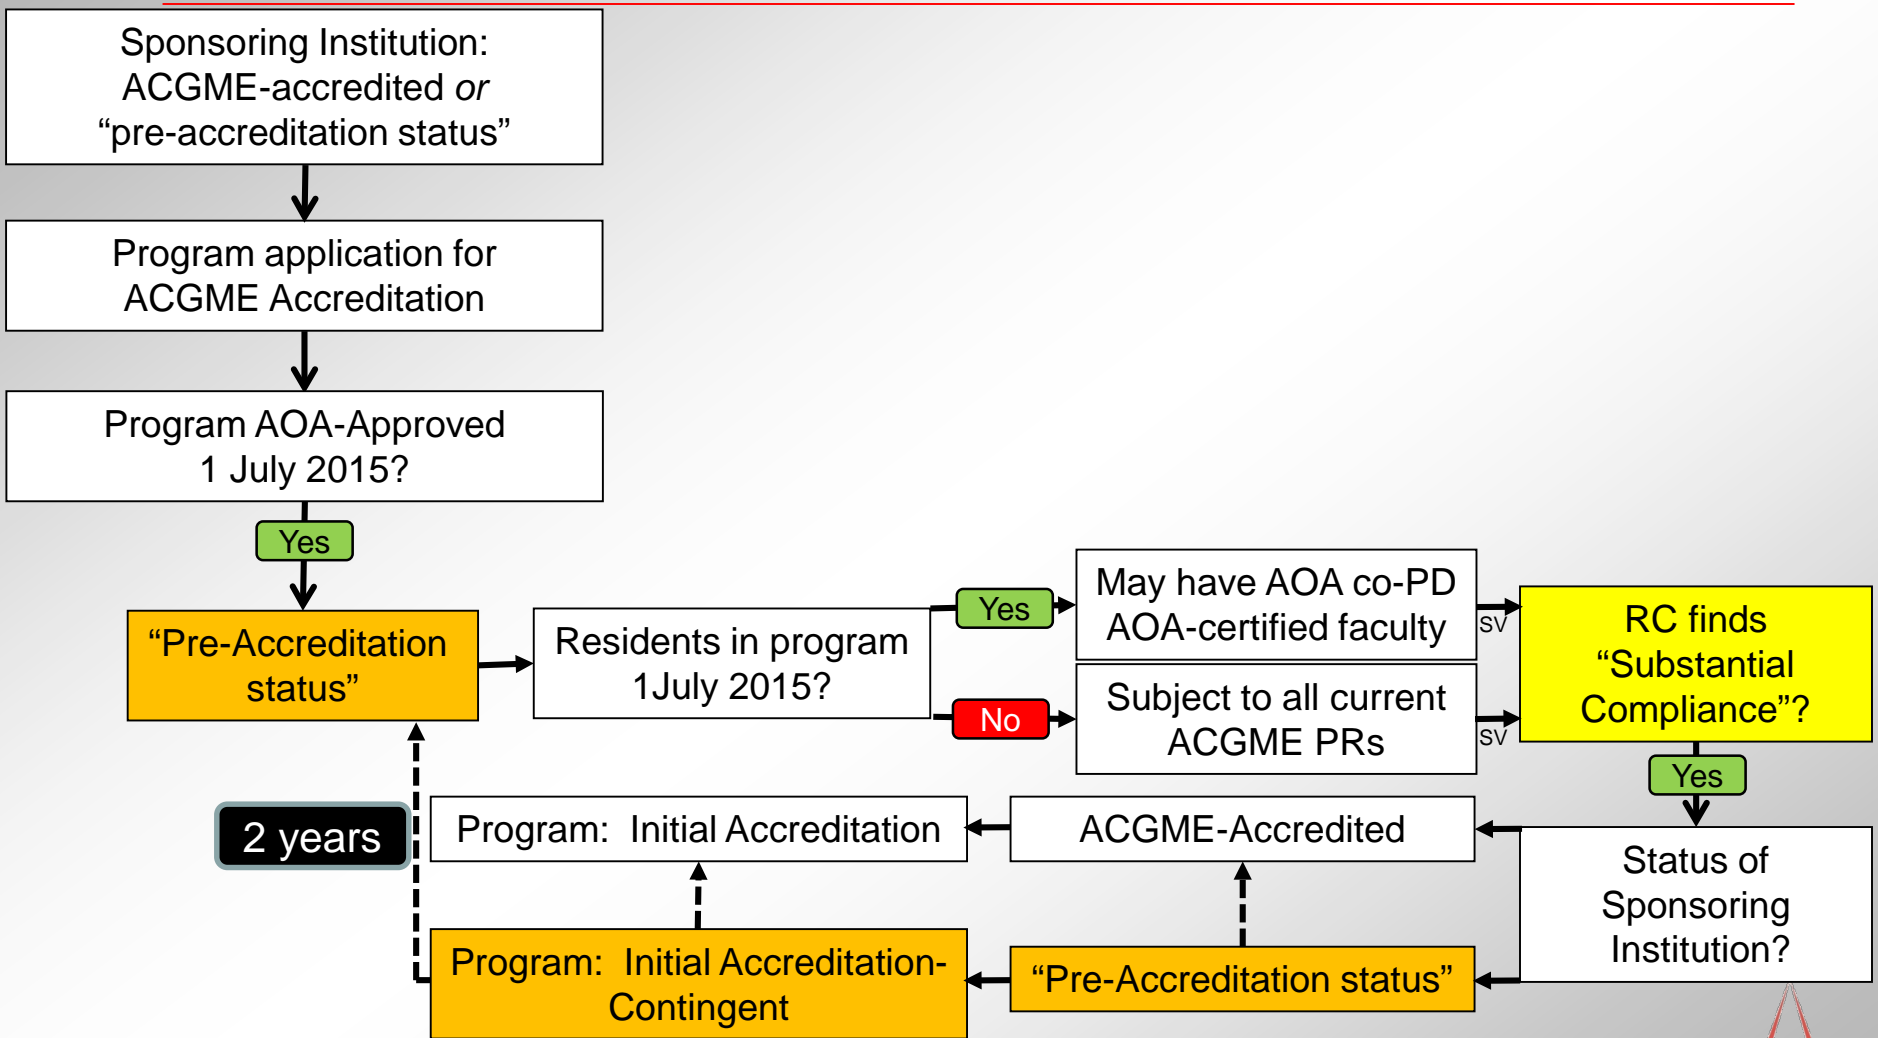 Sponsoring Institution:
ACGME-accredited or
“pre-accreditation status”
Program application for
ACGME Accreditation
Program AOA-Approved
1 July 2015?
Yes
“Pre-Accreditation
status”
Residents in program
1July 2015?
Yes
May have AOA co-PD
AOA-certified faculty
SV
No
Subject to all current
ACGME PRs
SV
RC finds
“Substantial
Compliance”?
Yes
Status of
Sponsoring
Institution?
ACGME-Accredited
Program: Initial Accreditation
“Pre-Accreditation status”
Program: Initial Accreditation-
Contingent
2 years